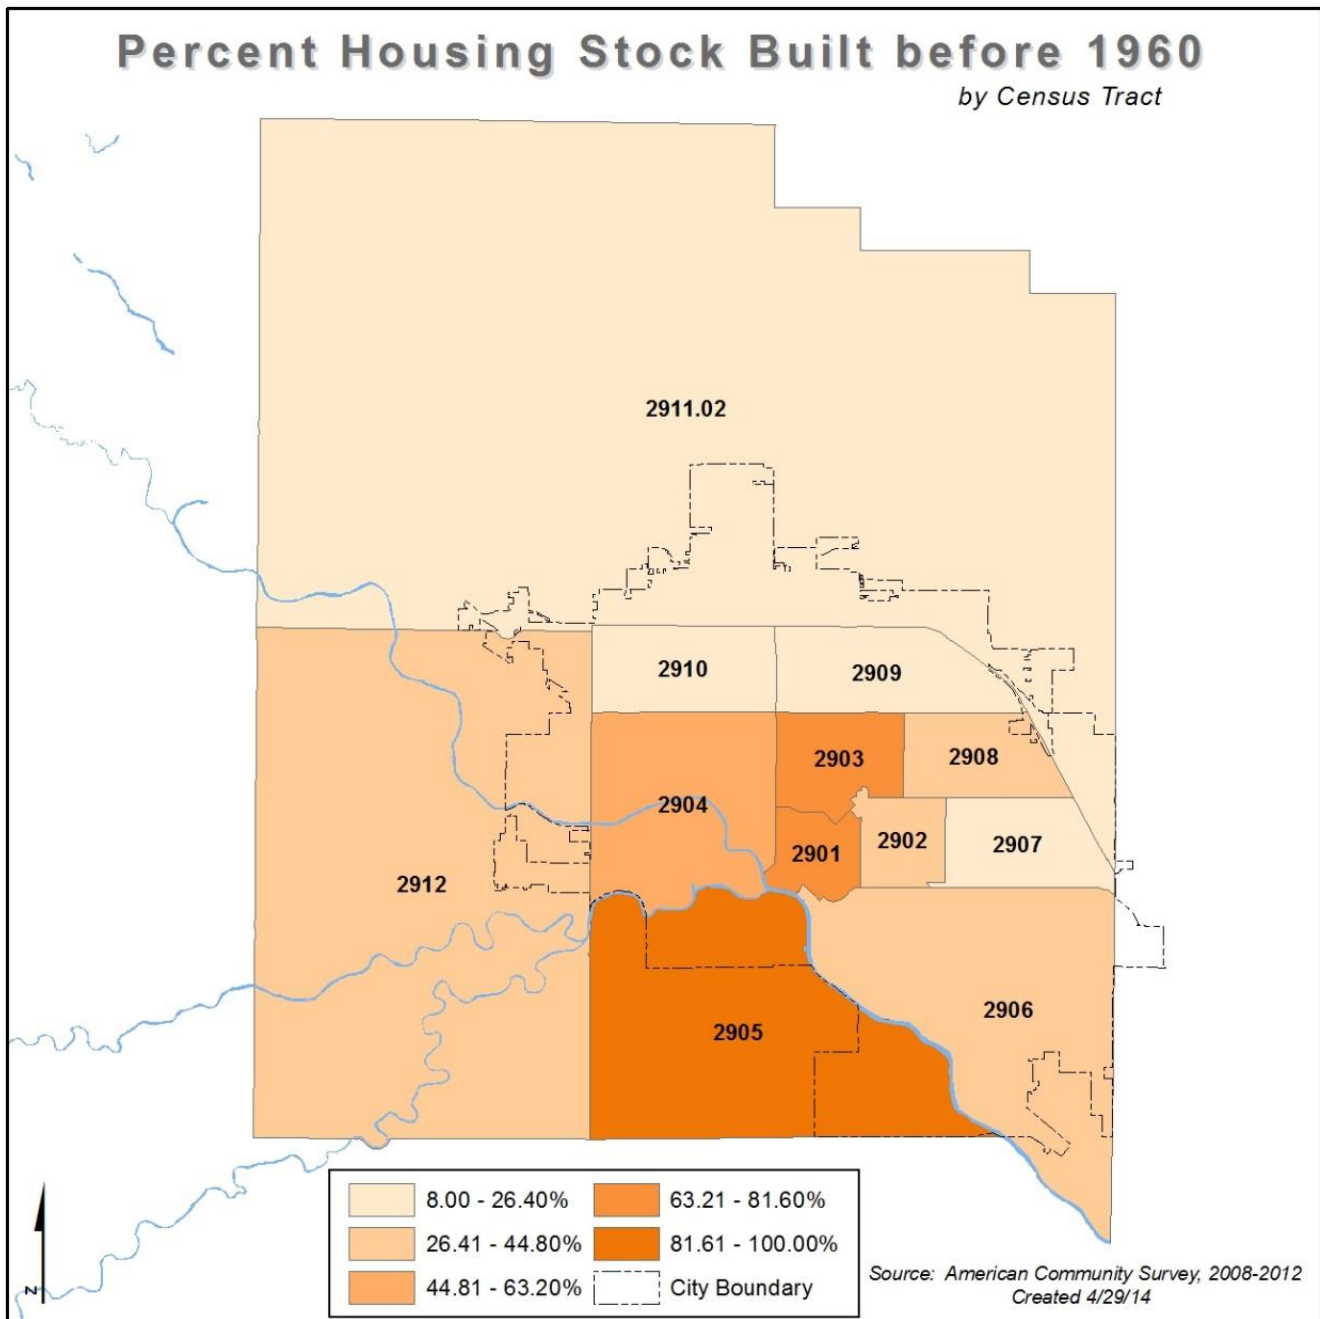 Percent Housing Stock Built before 1960
by Census Tract
2911.02
2910
2909
2903
2908
2904
2901
2902
2907
2912
2906
2905
8.00 - 26.40%
26.41 - 44.80%
44.81 - 63.20%
63.21 - 81.60%
81.61 - 100.00%
City Boundary
Source: American Community Survey, 2008-2012
Created 4/29/14
N